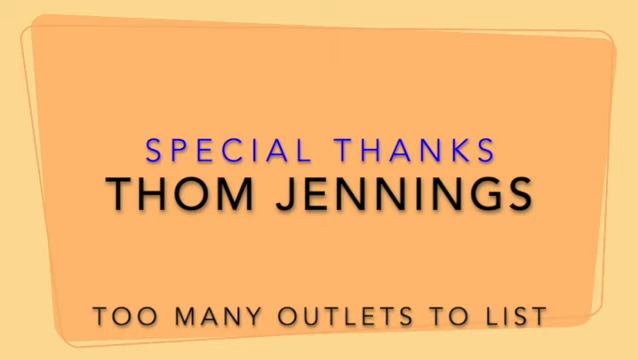 SPECIAL THANKS
THOM JENNINGS
TOO MANY OUTLETS TO LIST